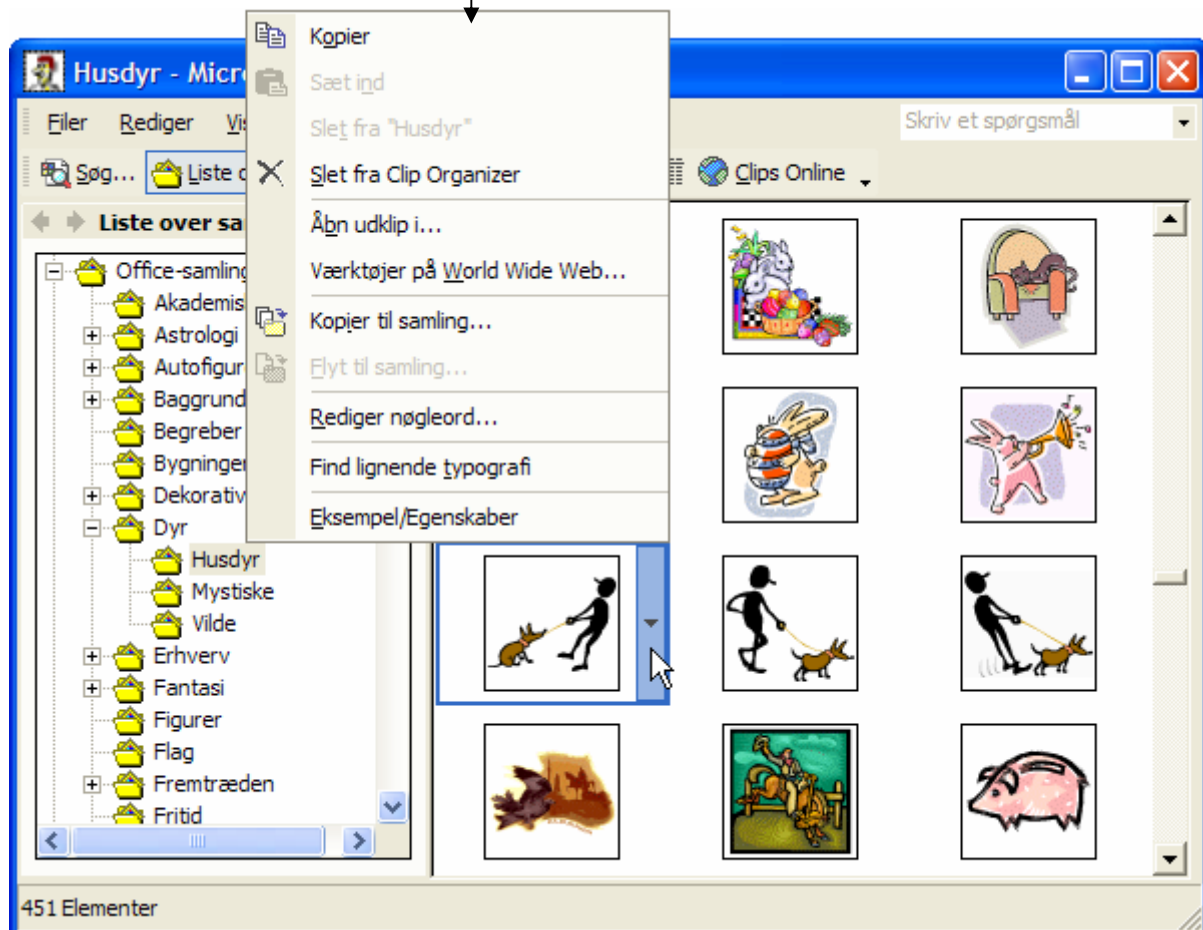 Kopier
Sæt ind
Slet fra "Husdyr"
Slet fra Clip Organizer
Åbn udklip i...
Værktøjer på World Wide Web...
Kopier til samling...
Flyt til samling...
Rediger nøgleord...
Find lignende typografi
Eksempel/Egenskaber
Husdyr - Micr
Filer Rediger Vis
Skriv et spørgsmål
Søg... Liste o
Clips Online
Liste over sa
Office-samling
Akademis
Astrologi
Autofigur
Baggrund
Begreber
Bygninger
Dekorativ
Dyr
Husdyr
Mystiske
Vilde
Erhverv
Fantasi
Figurer
Flag
Fremtræden
Fritid
451 Elementer